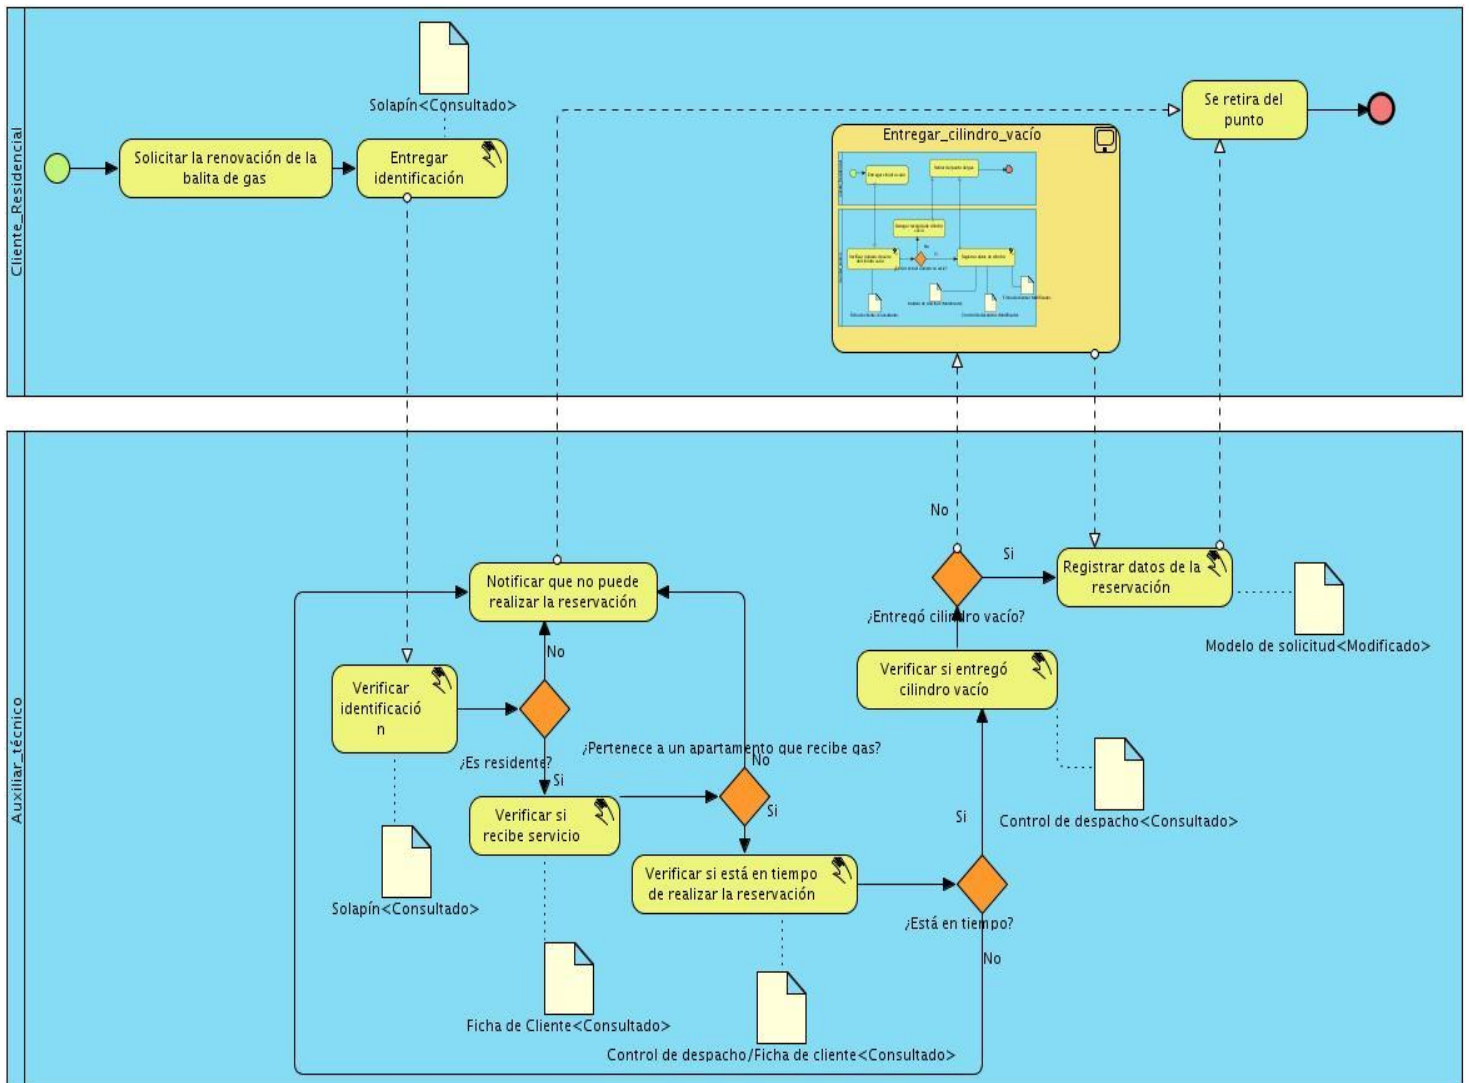 Cliente_Residencial
Solapín<Consultado>
Solicitar la renovación de la
balita de gas
Entregar
identificación
Entregar_cilindro_vacío
Se retira del
punto
Auxiliar_técnico
Notificar que no puede
realizar la reservación
No
Verificar
identificació
n
¿Es residente?
Si
Solapín<Consultado>
Verificar si
recibe servicio
Ficha de Cliente<Consultado>
¿Pertenece a un apartamento que recibe gas?
No
Si
Verificar si está en tiempo
de realizar la reservación
Control de despacho/Ficha de cliente<Consultado>
¿Está en tiempo?
No
Si
Verificar si entregó
cilindro vacío
Control de despacho<Consultado>
¿Entregó cilindro vacío?
No
Si
Registrar datos de la
reservación
Modelo de solicitud<Modificado>